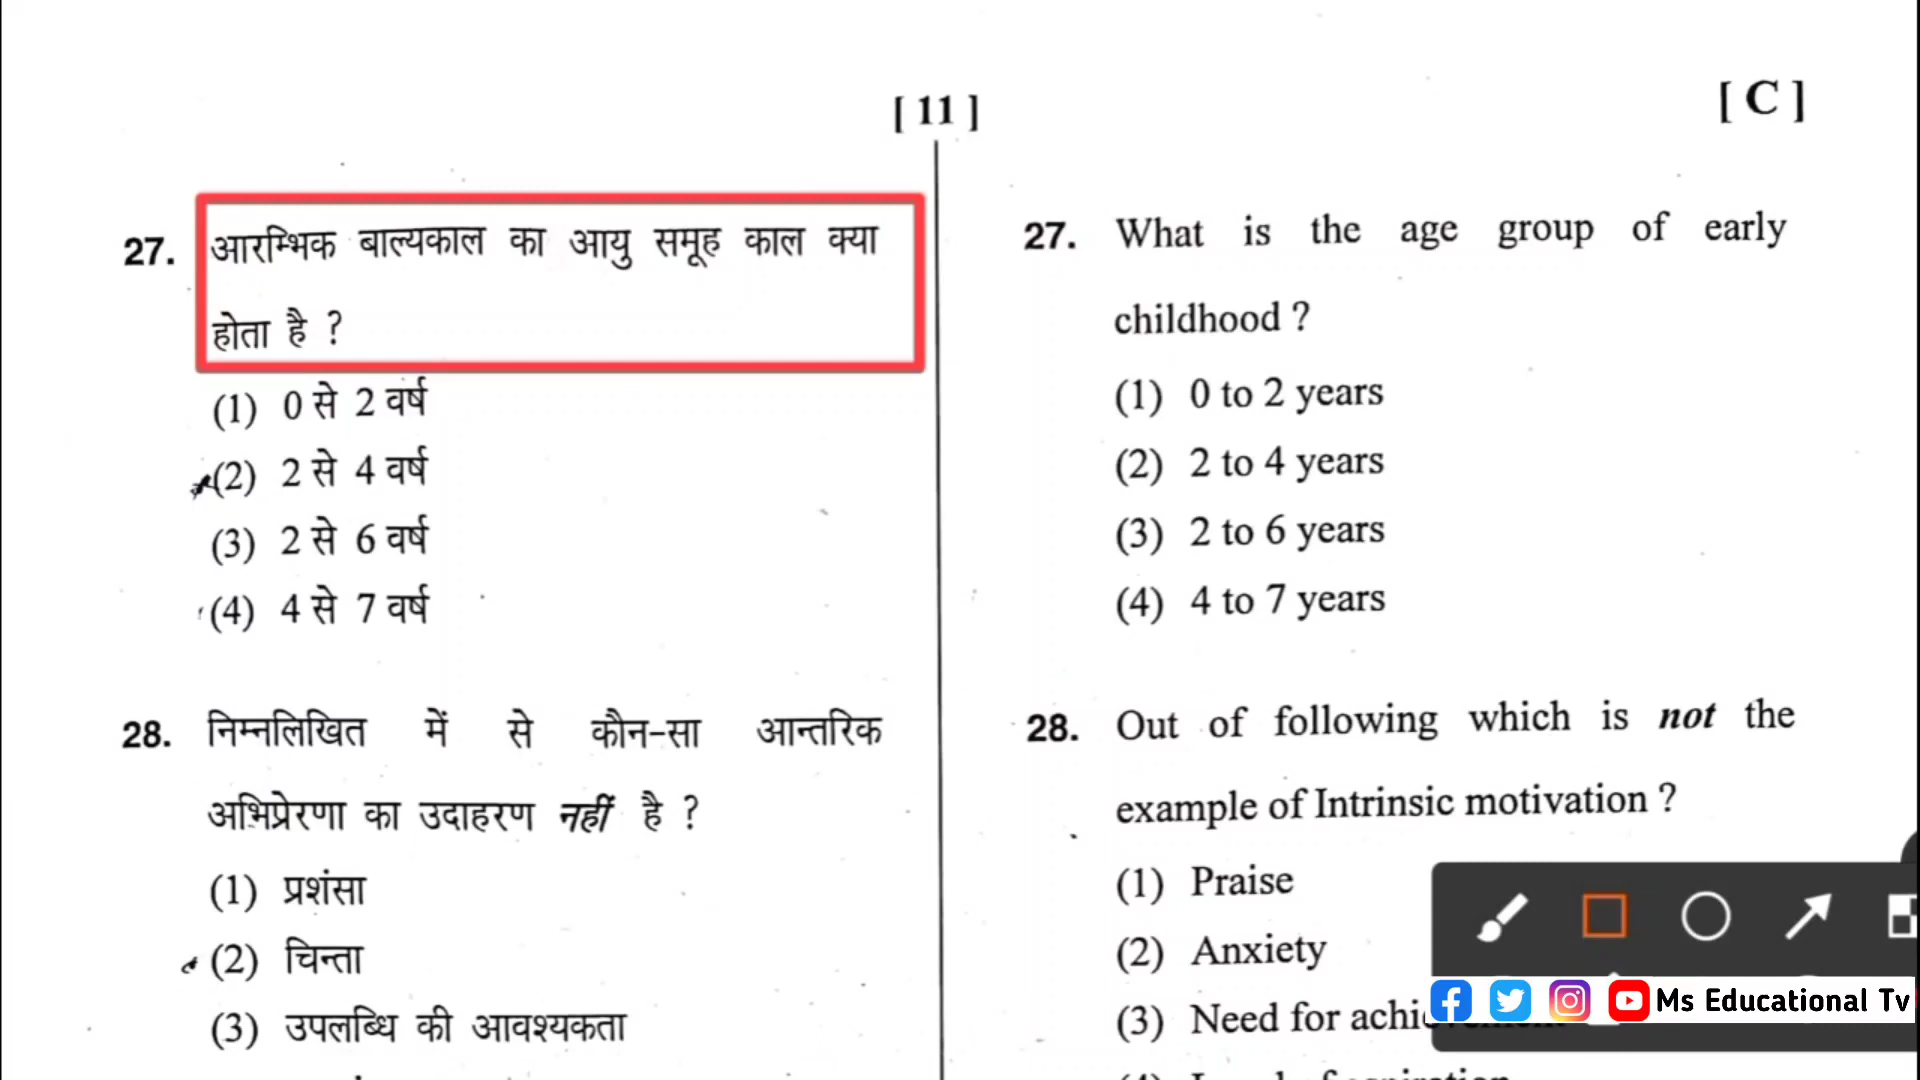 [ 11 ]
[ C ]
27. आरम्भिक बाल्यकाल का आयु समूह काल क्या
होता है ?
(1) 0 से 2 वर्ष
(2) 2 से 4 वर्ष
(3) 2 से 6 वर्ष
(4) 4 से 7 वर्ष
28. निम्नलिखित में से कौन-सा आन्तरिक
अभिप्रेरणा का उदाहरण नहीं है ?
(1) प्रशंसा
(2) चिन्ता
(3) उपलब्धि की आवश्यकता
27. What is the age group of early
childhood ?
(1) 0 to 2 years
(2) 2 to 4 years
(3) 2 to 6 years
(4) 4 to 7 years
28. Out of following which is not the
example of Intrinsic motivation ?
(1) Praise
(2) Anxiety
(3) Need for
Ms Educational Tv